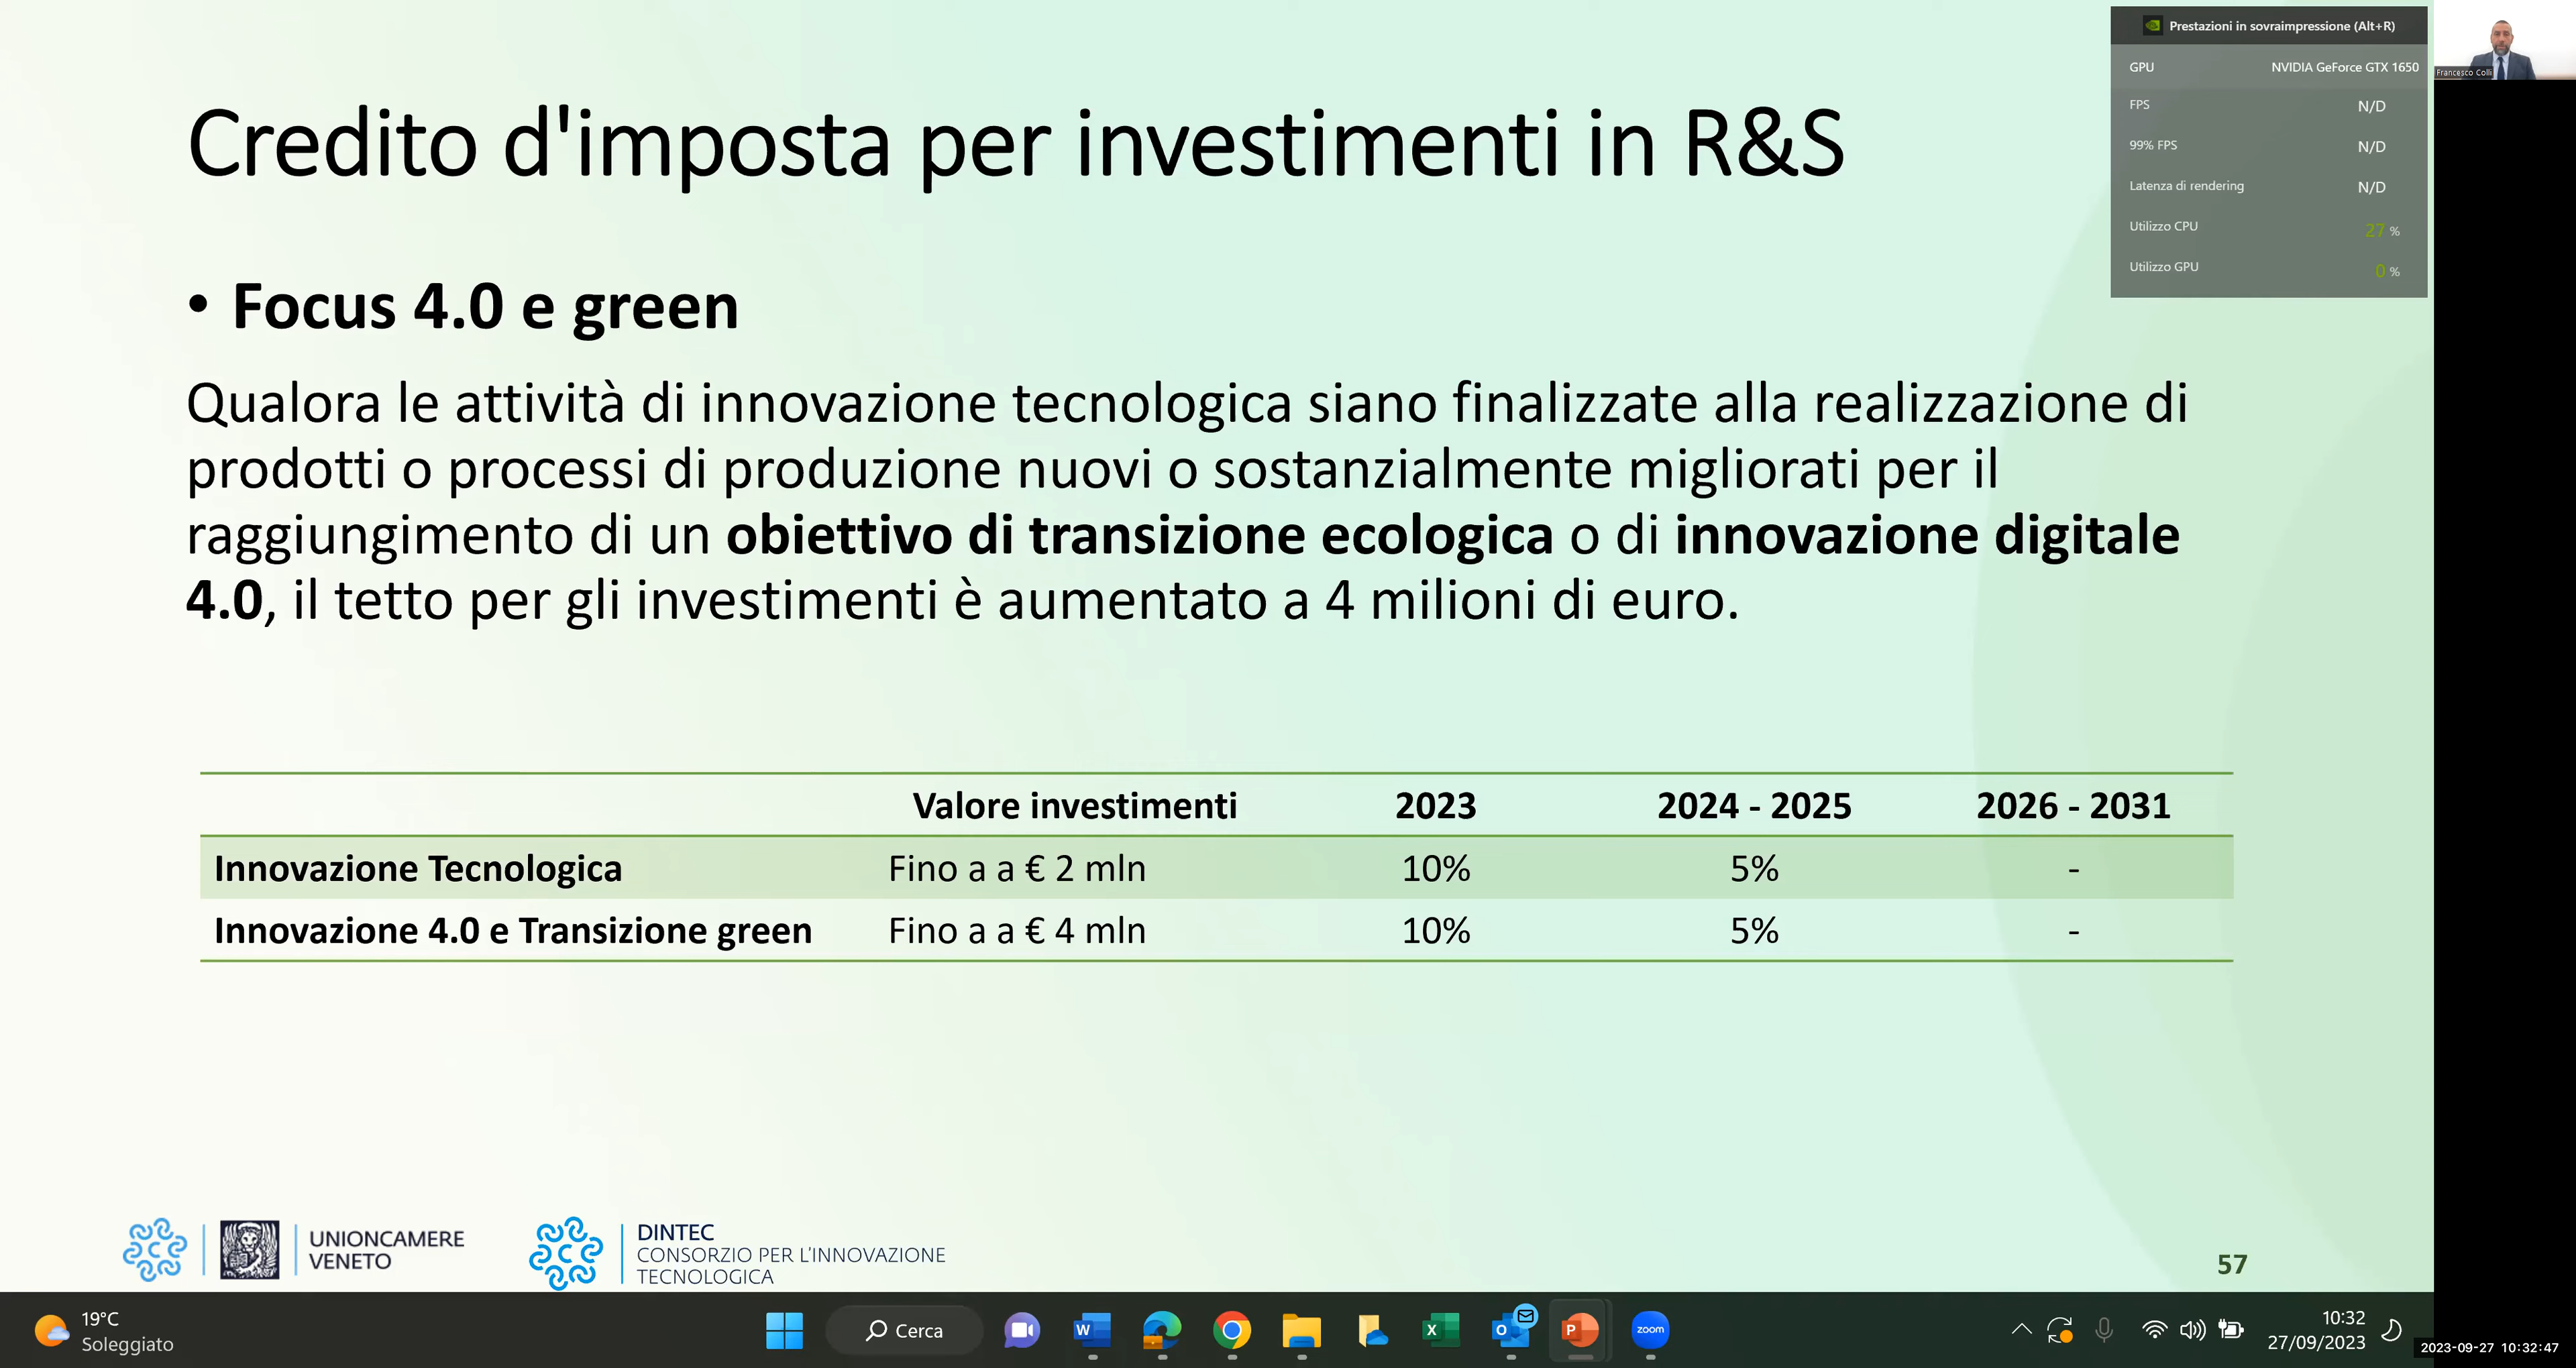 Credito d'imposta per investimenti in R&S
• Focus 4.0 e green
Qualora le attività di innovazione tecnologica siano finalizzate alla realizzazione di
prodotti o processi di produzione nuovi o sostanzialmente migliorati per il
raggiungimento di un obiettivo di transizione ecologica o di innovazione digitale
4.0, il tetto per gli investimenti è aumentato a 4 milioni di euro.
Valore investimenti 2023 2024 - 2025 2026 - 2031
Innovazione Tecnologica Fino a a € 2 mln 10% 5% -
Innovazione 4.0 e Transizione green Fino a a € 4 mln 10% 5% -
UNIONCAMERE
VENETO
DINTEC
CONSORZIO PER L'INNOVAZIONE
TECNOLOGICA
57
Prestazioni in sovraimpressione (Alt+R)
GPU NVIDIA GeForce GTX 1650
FPS N/D
99% FPS N/D
Latenza di rendering N/D
Utilizzo CPU 27 %
Utilizzo GPU 0 %
Francesco Colli
19°C
Soleggiato
Cerca
zoom
10:32
27/09/2023
2023-09-27 10:32:47